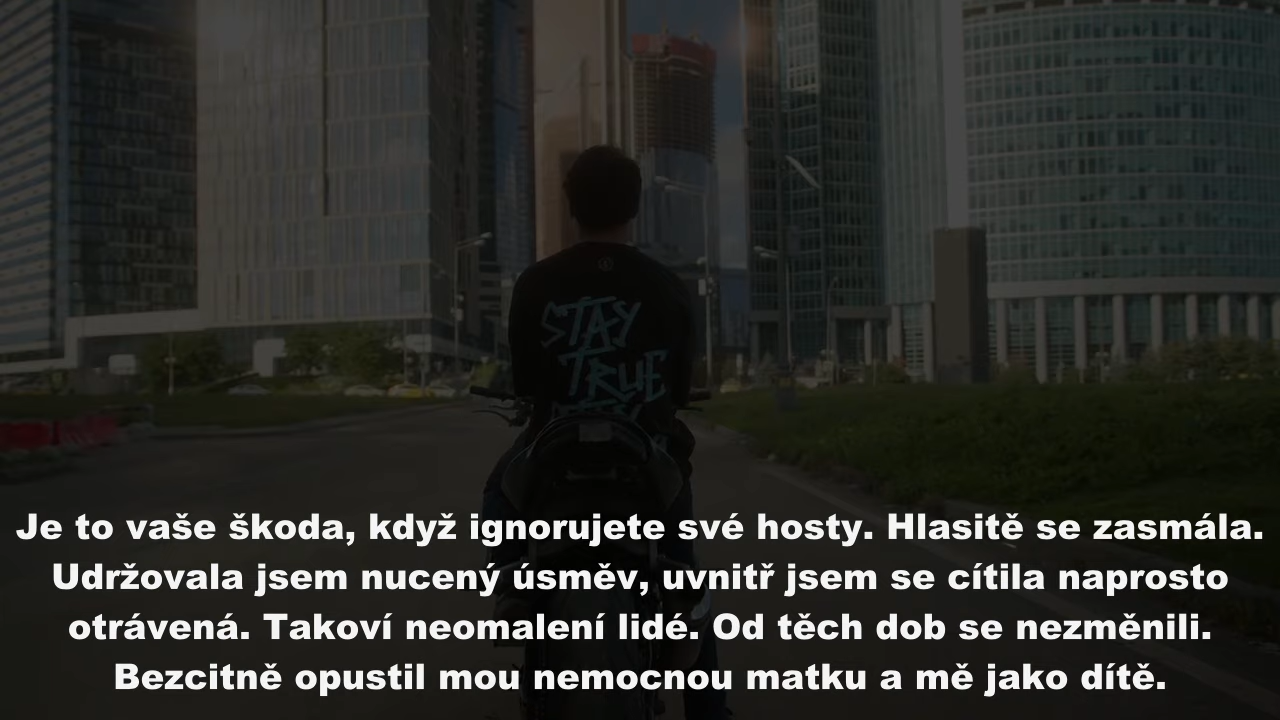 STAY
TRUE
Je to vaše škoda, když ignorujete své hosty. Hlasitě se zasmála.
Udržovala jsem nucený úsměv, uvnitř jsem se cítila naprosto
otrávená. Takoví neomalení lidé. Od těch dob se nezměnili.
Bezcitně opustil mou nemocnou matku a mě jako dítě.